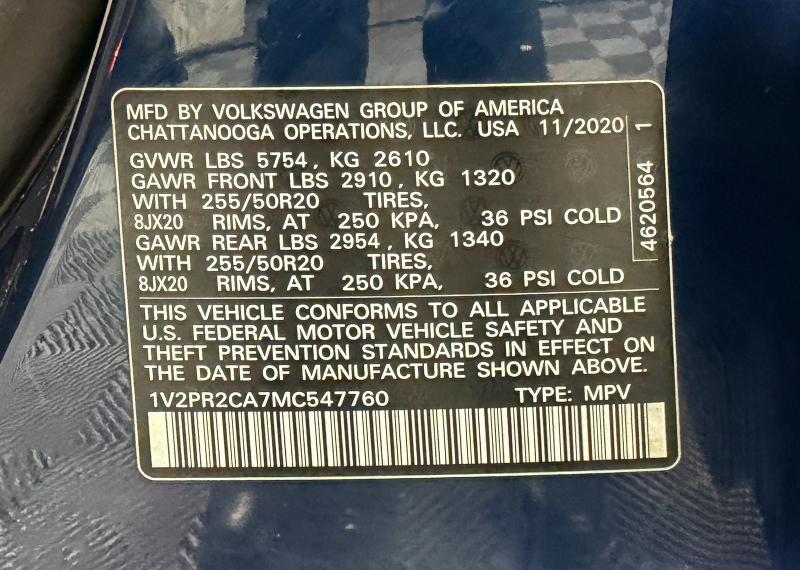 MFD BY VOLKSWAGEN GROUP OF AMERICA
CHATTANOOGA OPERATIONS, LLC. USA 11/2020
GVWR LBS 5754, KG 2610
GAWR FRONT LBS 2910, KG 1320
WITH 255/50R20 TIRES,
8JX20 RIMS, AT 250 KPA, 36 PSI COLD
GAWR REAR LBS 2954, KG 1340
WITH 255/50R20 TIRES,
8JX20 RIMS, AT 250 KPA, 36 PSI COLD
THIS VEHICLE CONFORMS TO ALL APPLICABLE
U.S. FEDERAL MOTOR VEHICLE SAFETY AND
THEFT PREVENTION STANDARDS IN EFFECT ON
THE DATE OF MANUFACTURE SHOWN ABOVE.
1V2PR2CA7MC547760 TYPE: MPV
4620564 1